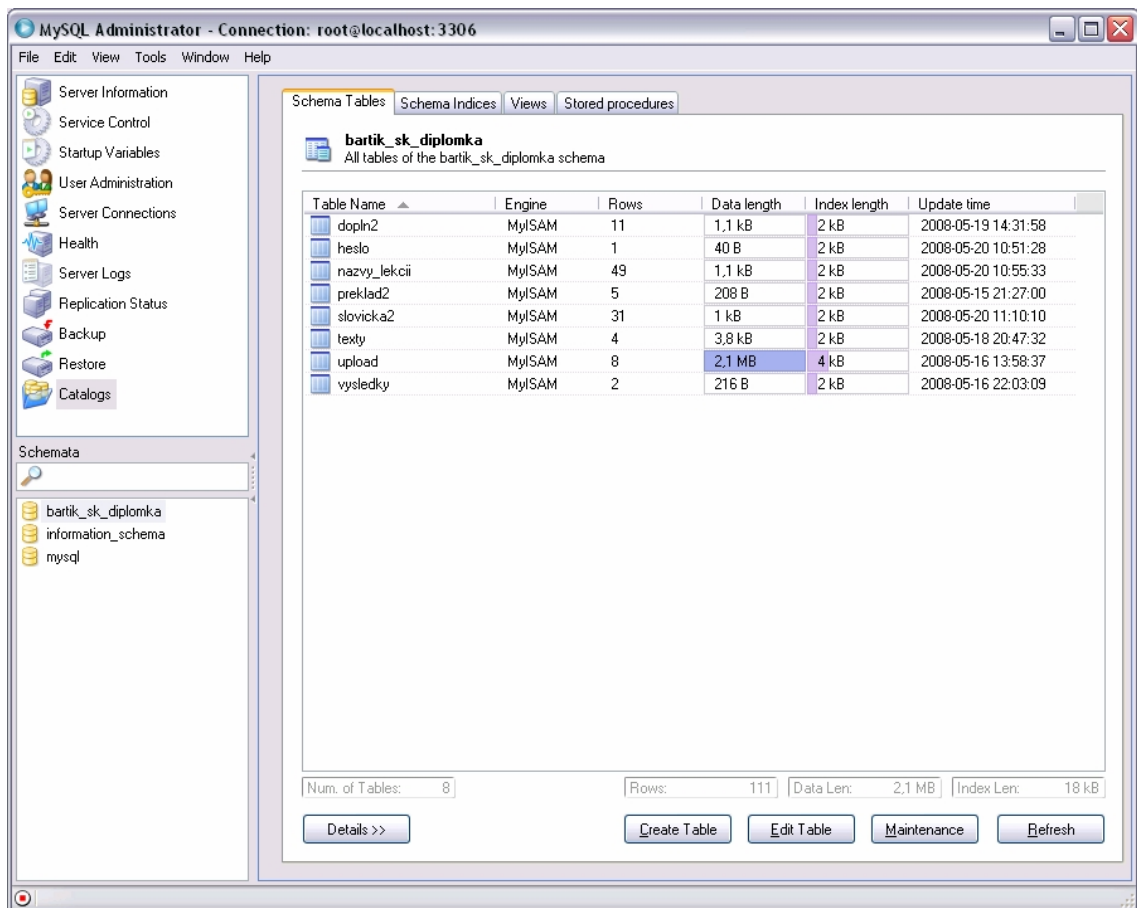 MySQL Administrator - Connection: root@localhost:3306
File Edit View Tools Window Help
Server Information
Service Control
Startup Variables
User Administration
Server Connections
Health
Server Logs
Replication Status
Backup
Restore
Catalogs
Schemata
bartik_sk_diplomka
information_schema
mysql
Schema Tables Schema Indices Views Stored procedures
bartik_sk_diplomka
All tables of the bartik_sk_diplomka schema
Table Name Engine Rows Data length Index length Update time
dopln2 MyISAM 11 1,1 kB 2 kB 2008-05-19 14:31:58
heslo MyISAM 1 40 B 2 kB 2008-05-20 10:51:28
nazvy_lekcii MyISAM 49 1,1 kB 2 kB 2008-05-20 10:55:33
preklad2 MyISAM 5 208 B 2 kB 2008-05-15 21:27:00
slovicka2 MyISAM 31 1 kB 2 kB 2008-05-20 11:10:10
texty MyISAM 4 3,8 kB 2 kB 2008-05-18 20:47:32
upload MyISAM 8 2,1 MB 4 kB 2008-05-16 13:58:37
vysledky MyISAM 2 216 B 2 kB 2008-05-16 22:03:09
Num. of Tables: 8 Rows: 111 Data Len: 2,1 MB Index Len: 18 kB
Details >> Create Table Edit Table Maintenance Refresh